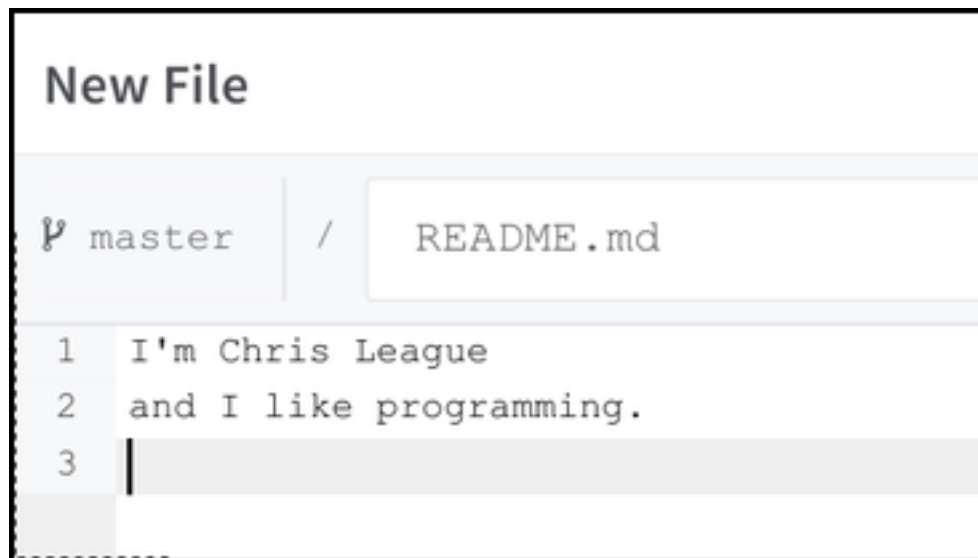 New File
master / README.md
1 I'm Chris League
2 and I like programming.
3